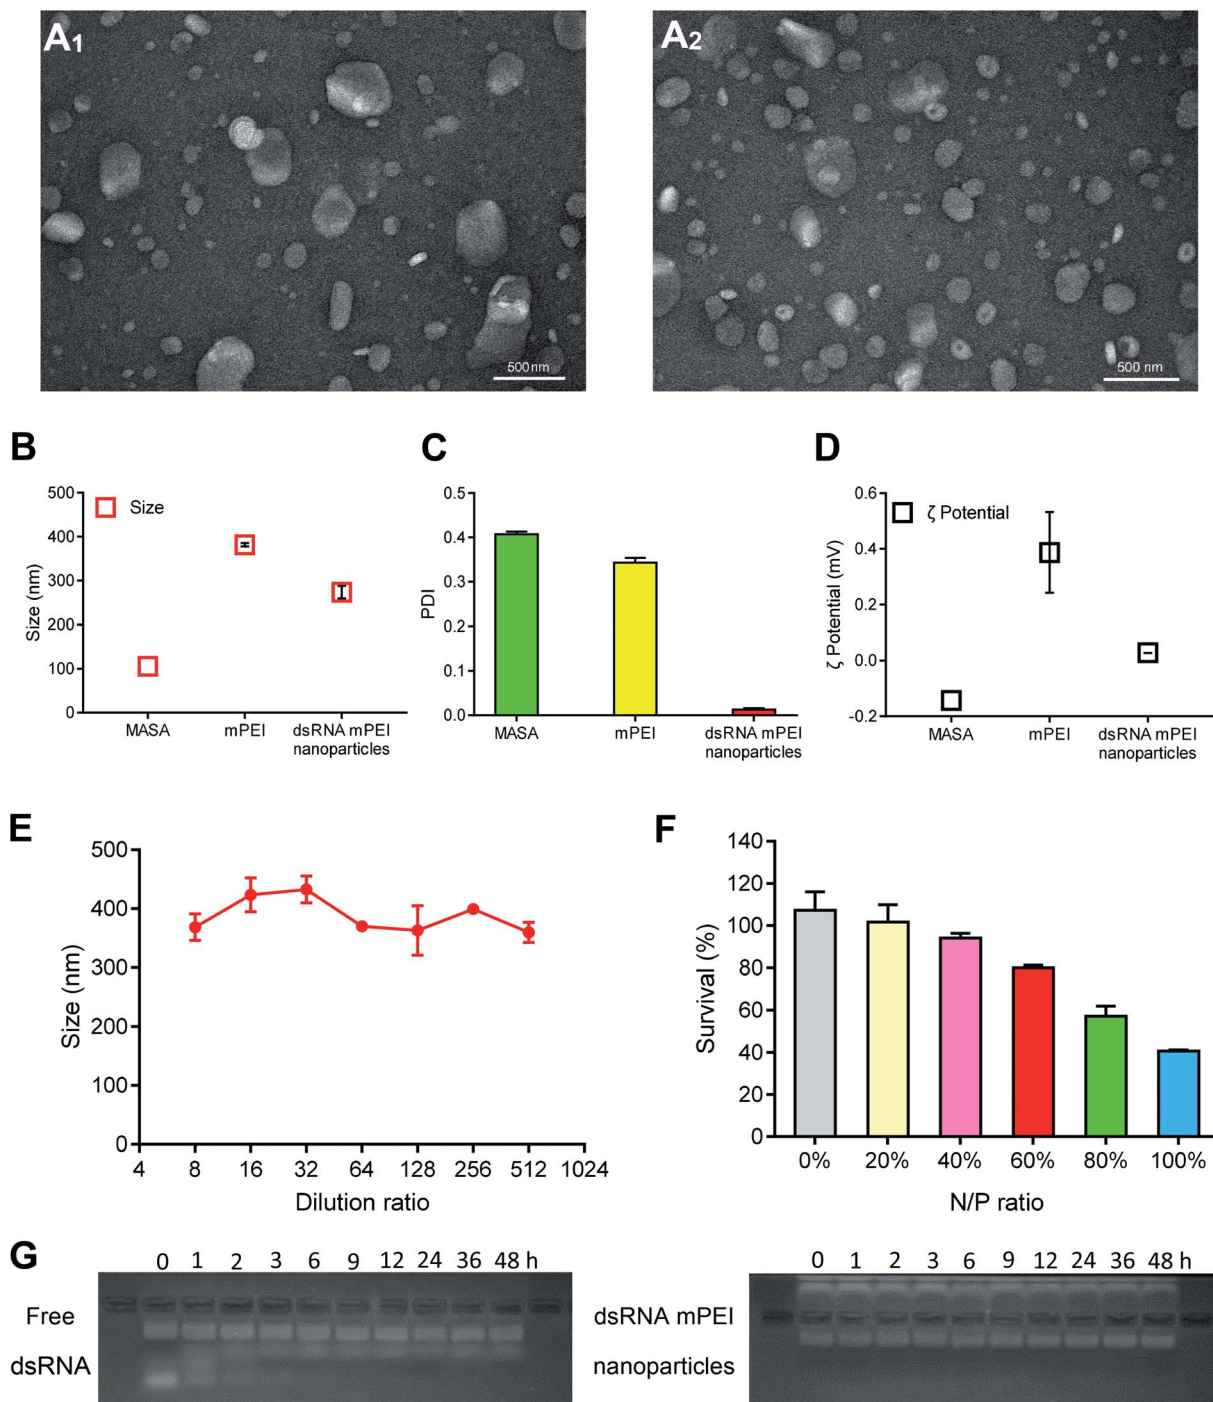 A1
A2
500 nm
500 nm
B
C
D
500
400
300
200
100
0
Size (nm)
Size
MASA
mPEI
dsRNA mPEI
nanoparticles
0.5
0.4
0.3
0.2
0.4
0.0
PDI
MASA
mPEI
dsRNA mPEI
nanoparticles
0.6
0.4
0.2
0.0
-0.2
ζ Potential (mV)
ζ Potential
MASA
mPEI
dsRNA mPEI
nanoparticles
E
500
400
300
200
100
0
Size (nm)
4 8 16 32 64 128 256 512 1024
Dilution ratio
F
140
120
100
80
60
40
20
0
Survival (%)
0% 20% 40% 60% 80% 100%
N/P ratio
G
0 1 2 3 6 9 12 24 36 48 h
Free
dsRNA
0 1 2 3 6 9 12 24 36 48 h
dsRNA mPEI
nanoparticles